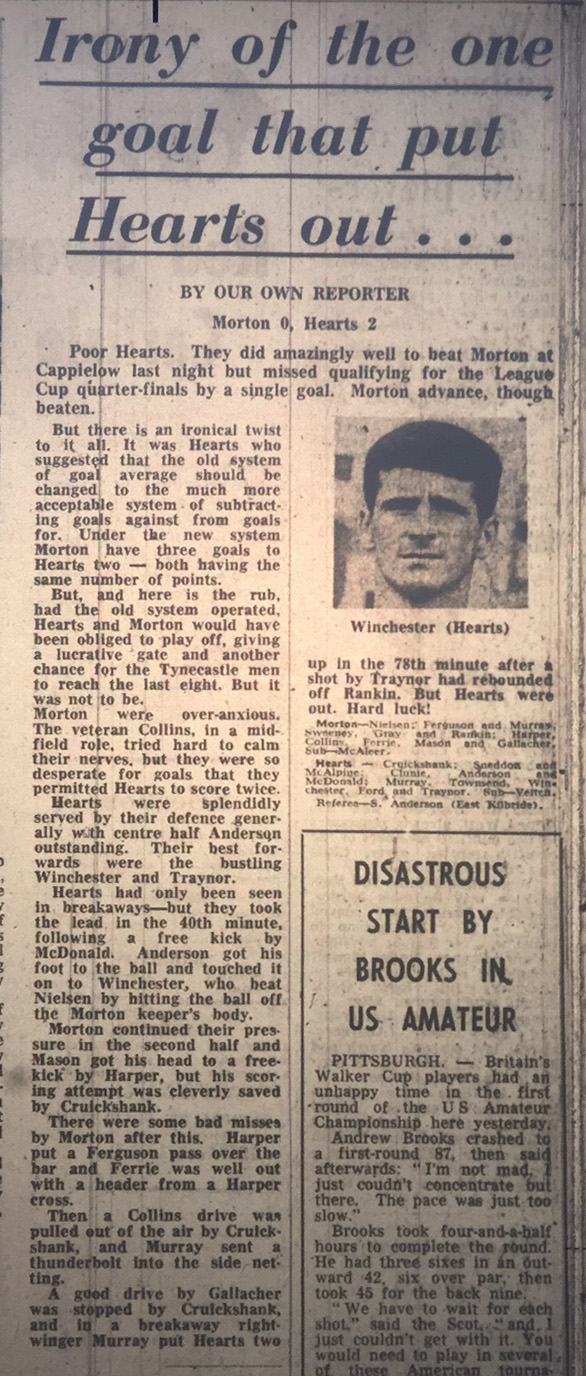 Irony of the one
goal that put
Hearts out . . .
BY OUR OWN REPORTER
Morton 0, Hearts 2
Poor Hearts. They did amazingly well to beat Morton at
Cappielow last night but missed qualifying for the League
Cup quarter-finals by a single goal. Morton advance, though
beaten.
But there is an ironical twist
to it all. It was Hearts who
suggested that the old system
of goal average should be
changed to the much more
acceptable system of subtract-
ing goals against from goals
for. Under the new system
Morton have three goals to
Hearts two — both having the
same number of points.
But, and here is the rub,
had the old system operated,
Hearts and Morton would have
been obliged to play off, giving
a lucrative gate and another
chance for the Tynecastle men
to reach the last eight. But it
was not to be.
Morton were over-anxious.
The veteran Collins, in a mid-
field role, tried hard to calm
their nerves, but they were so
desperate for goals that they
permitted Hearts to score twice.
Hearts were splendidly
served by their defence gener-
ally with centre half Anderson
outstanding. Their best for-
wards were the bustling
Winchester and Traynor.
Hearts had only been seen
in breakaways—but they took
the lead in the 40th minute,
following a free kick by
McDonald. Anderson got his
foot to the ball and touched it
on to Winchester, who beat
Nielsen by hitting the ball off
the Morton keeper's body.
Morton continued their pres-
sure in the second half and
Mason got his head to a free-
kick by Harper, but his scor-
ing attempt was cleverly saved
by Cruickshank.
There were some bad misses
by Morton after this. Harper
put a Ferguson pass over the
bar and Ferrie was well out
with a header from a Harper
cross.
Then a Collins drive was
pulled out of the air by Cruick-
shank, and Murray sent a
thunderbolt into the side net-
ting.
A good drive by Gallacher
was stopped by Cruickshank,
and in a breakaway right-
winger Murray put Hearts two
Winchester (Hearts)
up in the 78th minute after a
shot by Traynor had rebounded
off Rankin. But Hearts were
out. Hard luck!
Morton—Nielsen; Ferguson and Murray,
Sweeney, Gray and Rankin; Harper,
Collins, Ferrie, Mason and Gallacher,
Sub—McAleer.
Hearts — Cruickshank; Sneddon and
McAlpine; Clunie, Anderson and
McDonald; Murray, Townsend, Win-
chester, Ford and Traynor. Sub—Veitch.
Referee—S. Anderson (East Kilbride).
DISASTROUS
START BY
BROOKS IN
US AMATEUR
PITTSBURGH. — Britain's
Walker Cup players had an
unhappy time in the first
round of the US Amateur
Championship here yesterday.
Andrew Brooks crashed to
a first-round 87, then said
afterwards: "I'm not mad, I
just coudn't concentrate but
there. The pace was just too
slow."
Brooks took four-and-a-half
hours to complete the round.
He had three sixes in an out-
ward 42, six over par, then
took 45 for the back nine.
"We have to wait for each
shot," said the Scot, "and I
just couldn't get with it. You
would need to play in several
of these American tourna-